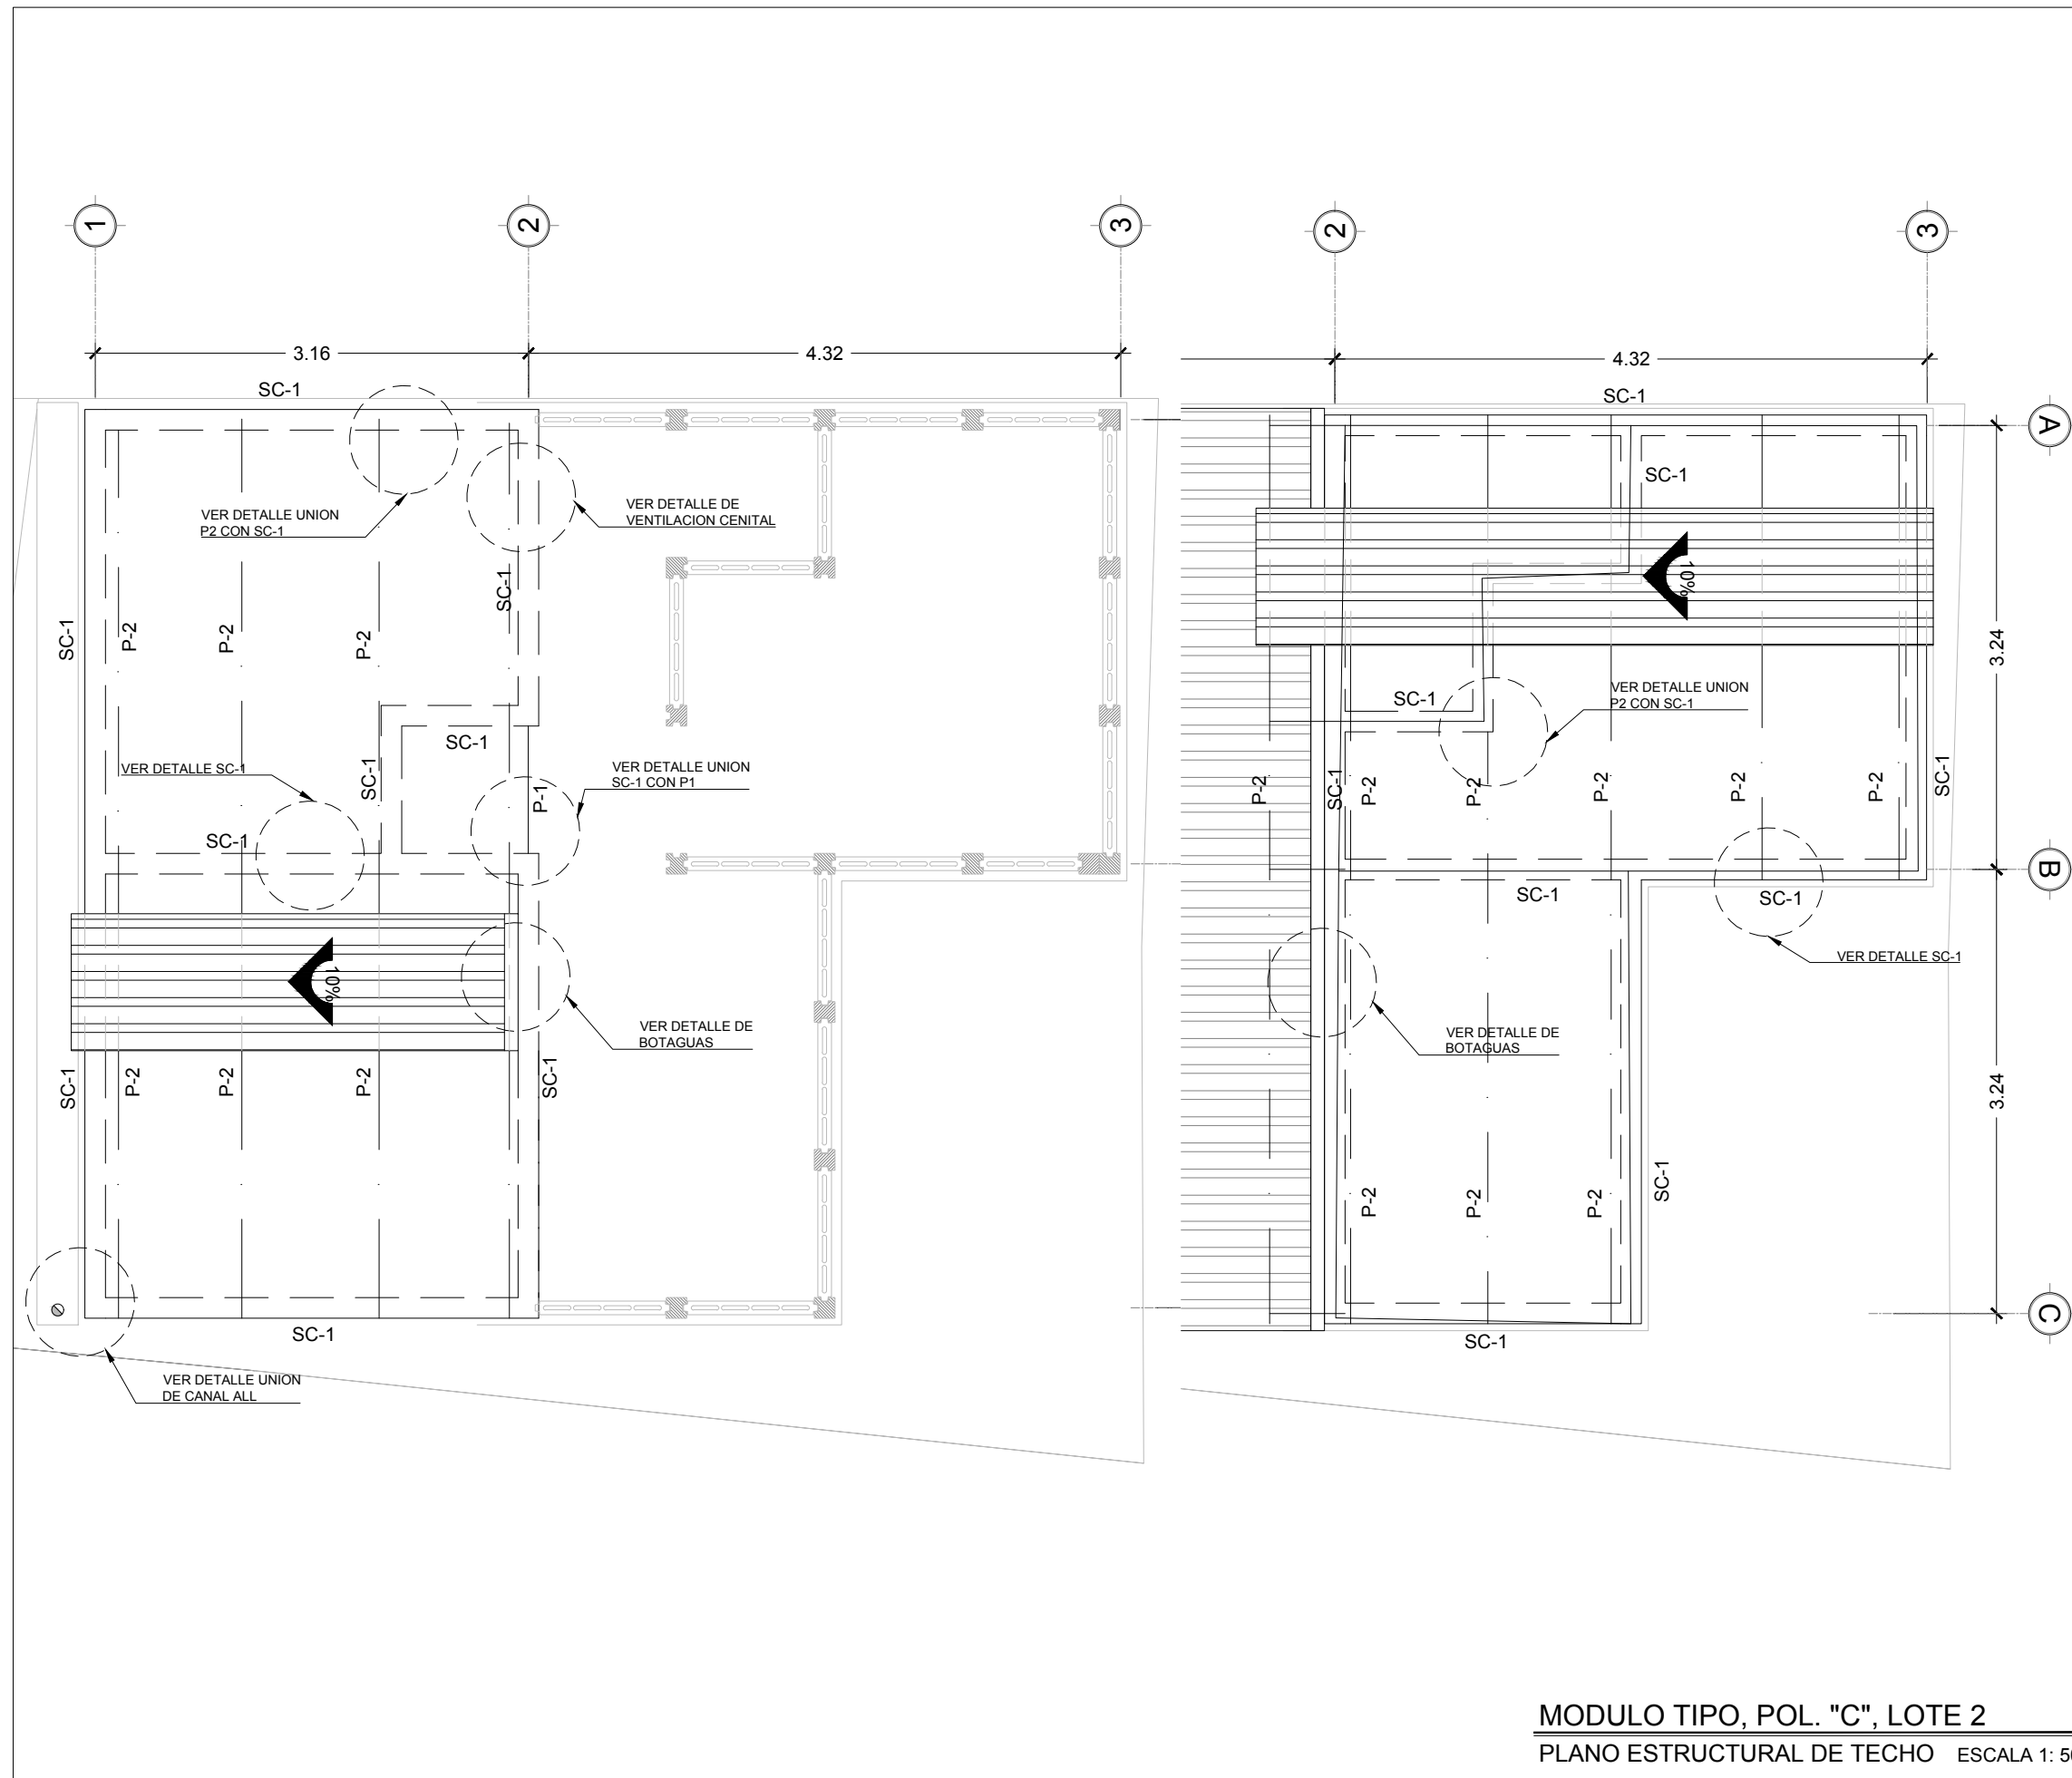 1
2
3
2
3
3.16
4.32
4.32
SC-1
SC-1
A
SC-1
VER DETALLE UNION
P2 CON SC-1
VER DETALLE DE
VENTILACION CENITAL
10%
SC-1
SC-1
P-2
P-2
P-2
3.24
VER DETALLE UNION
P2 CON SC-1
SC-1
SC-1
VER DETALLE SC-1
SC-1
VER DETALLE UNION
SC-1 CON P1
P-1
P-2
SC-1
P-2
P-2
P-2
P-2
P-2
SC-1
SC-1
B
SC-1
SC-1
VER DETALLE SC-1
10%
VER DETALLE DE
BOTAGUAS
VER DETALLE DE
BOTAGUAS
SC-1
P-2
P-2
P-2
SC-1
3.24
P-2
P-2
P-2
SC-1
C
SC-1
SC-1
VER DETALLE UNION
DE CANAL ALL
MODULO TIPO, POL. "C", LOTE 2
PLANO ESTRUCTURAL DE TECHO ESCALA 1: